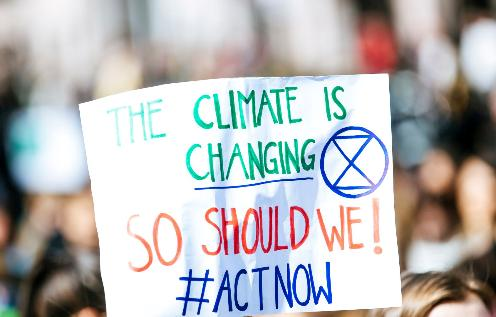 THE CLIMATE IS
CHANGING
SO SHOULD WE!
#ACTNOW